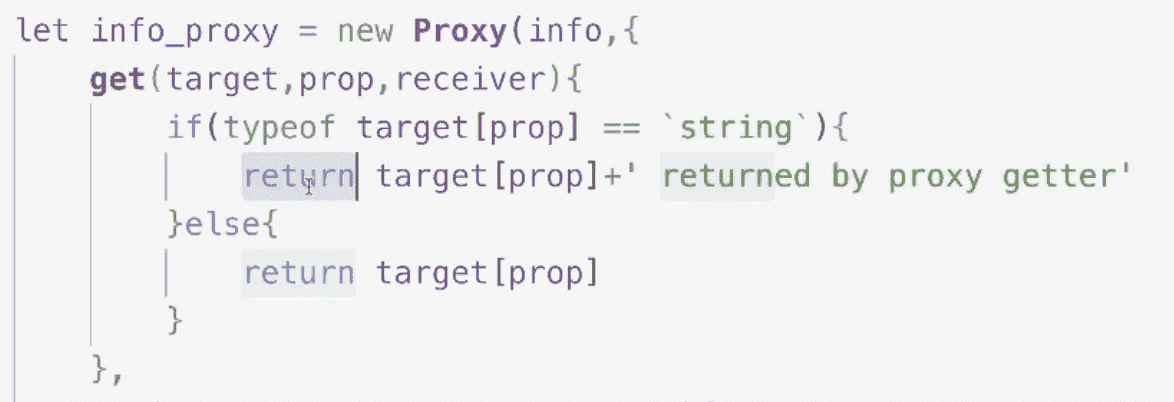 let info_proxy = new Proxy(info,{
get(target,prop,receiver){
if(typeof target[prop] == `string`){
return target[prop]+' returned by proxy getter'
}else{
return target[prop]
}
},